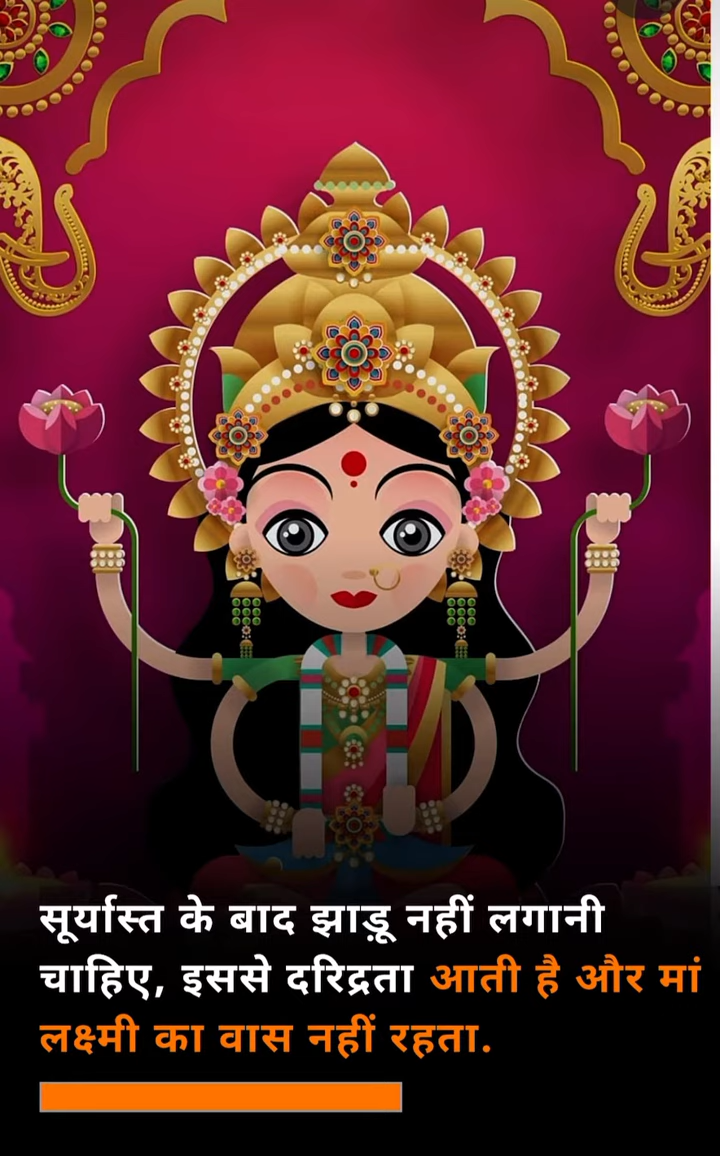 सूर्यास्त के बाद झाड़ू नहीं लगानी
चाहिए, इससे दरिद्रता आती है और मां
लक्ष्मी का वास नहीं रहता.